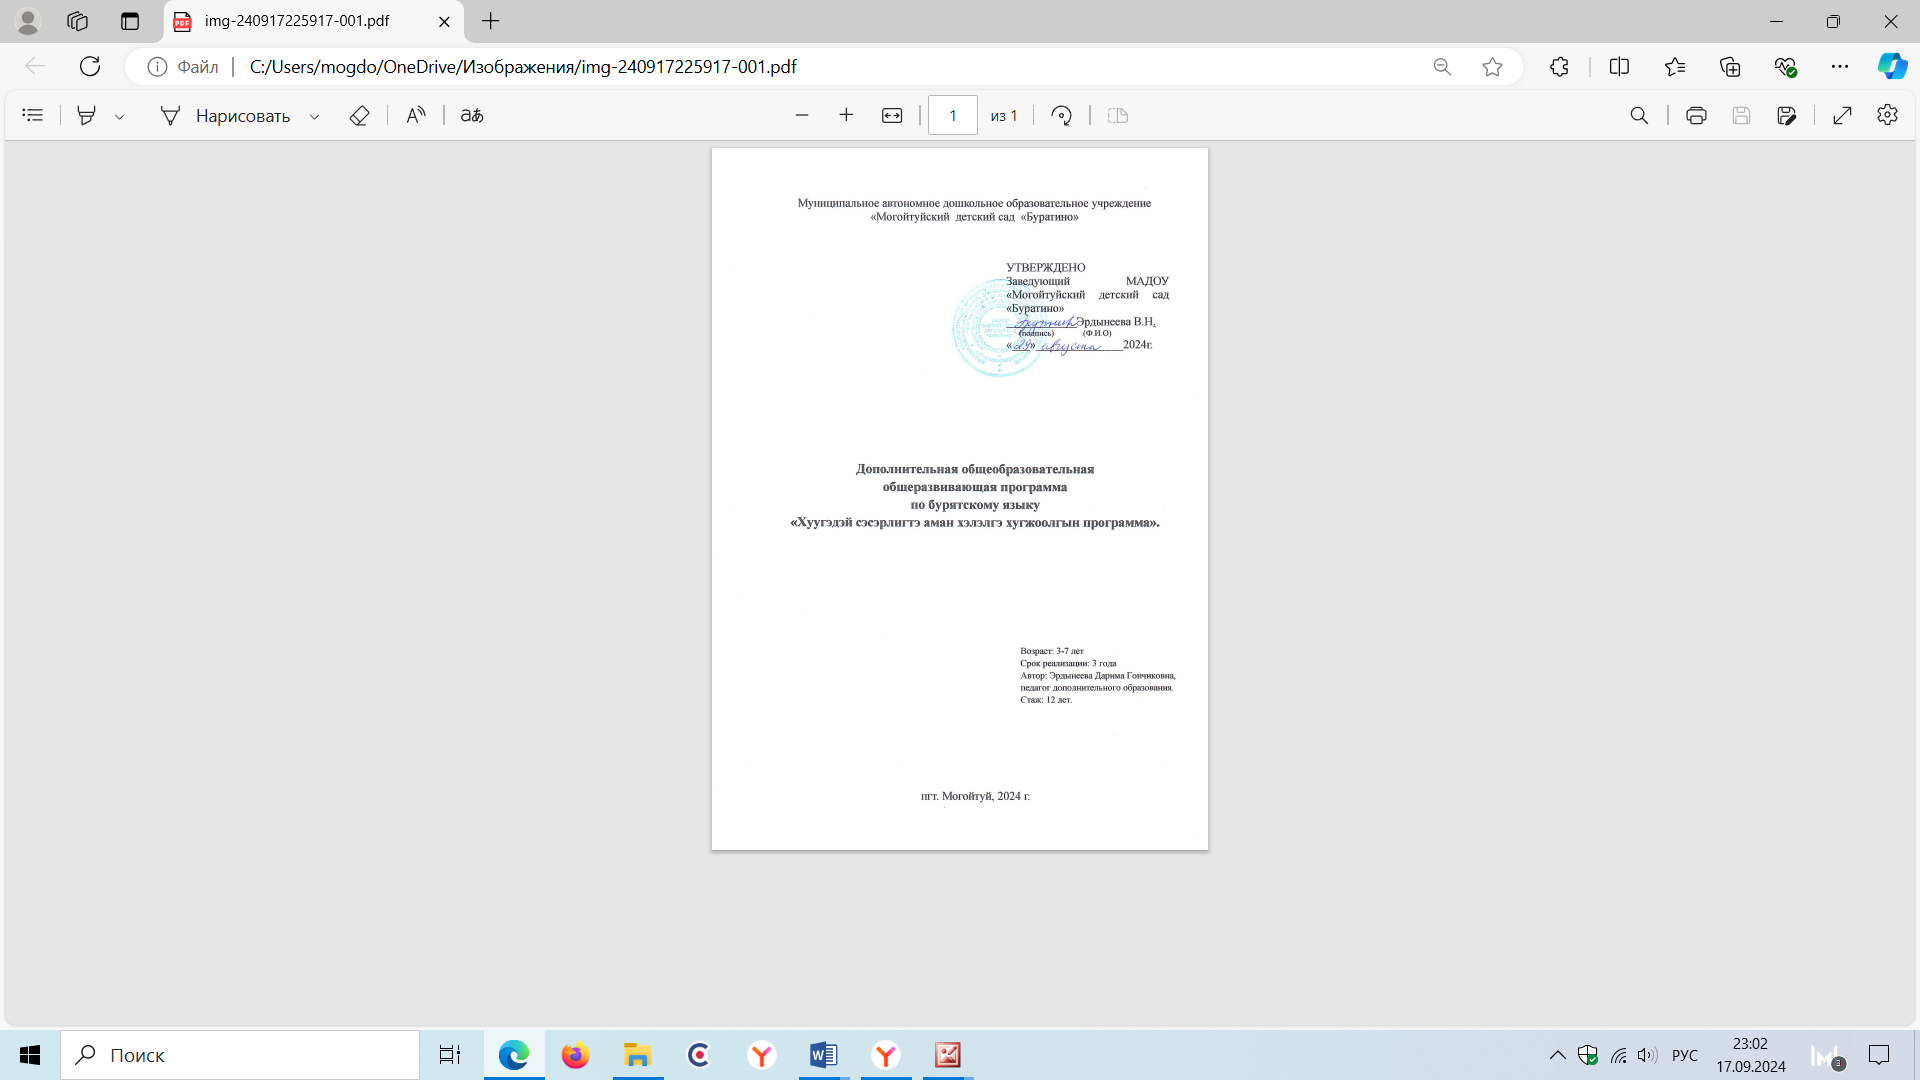 img-240917225917-001.pdf
Файл
C:/Users/mogdo/OneDrive/Изображения/img-240917225917-001.pdf
Нарисовать
1
из 1
Муниципальное автономное дошкольное образовательное учреждение
«Могойтуйский детский сад «Буратино»
УТВЕРЖДЕНО
Заведующий МАДОУ
«Могойтуйский детский сад
«Буратино»
Эрдынеева В.Н.
(подпись) (Ф.И.О)
«29» августа 2024г.
Дополнительная общеобразовательная
общеразвивающая программа
по бурятскому языку
«Хуугэдэй сэсэрлигтэ аман хэлэлгэ хугжоолгын программа».
Возраст: 3-7 лет
Срок реализации: 3 года
Автор: Эрдынеева Дарима Гончиковна,
педагог дополнительного образования.
Стаж: 12 лет.
пгт. Могойтуй, 2024 г.
Поиск
РУС
23:02
17.09.2024
3